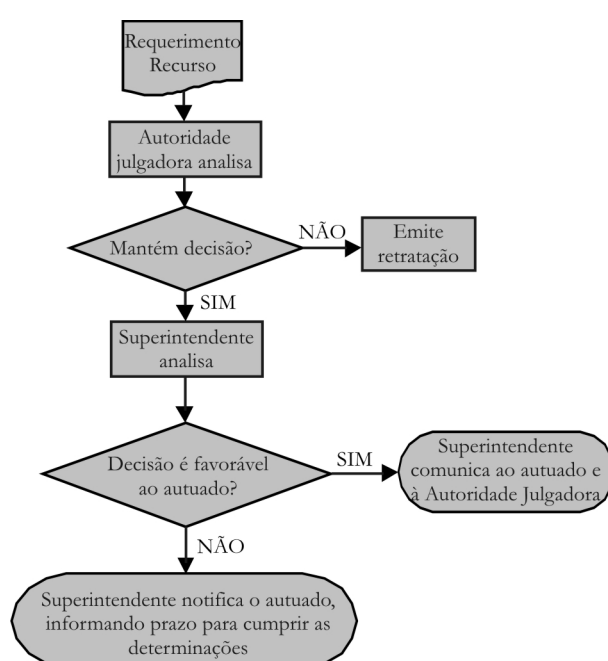 Requerimento
Recurso
Autoridade
julgadora analisa
Mantém decisão?
NÃO
Emite
retratação
SIM
Superintendente
analisa
Decisão é favorável
ao autuado?
SIM
Superintendente
comunica ao autuado e
à Autoridade Julgadora
NÃO
Superintendente notifica o autuado,
informando prazo para cumprir as
determinações